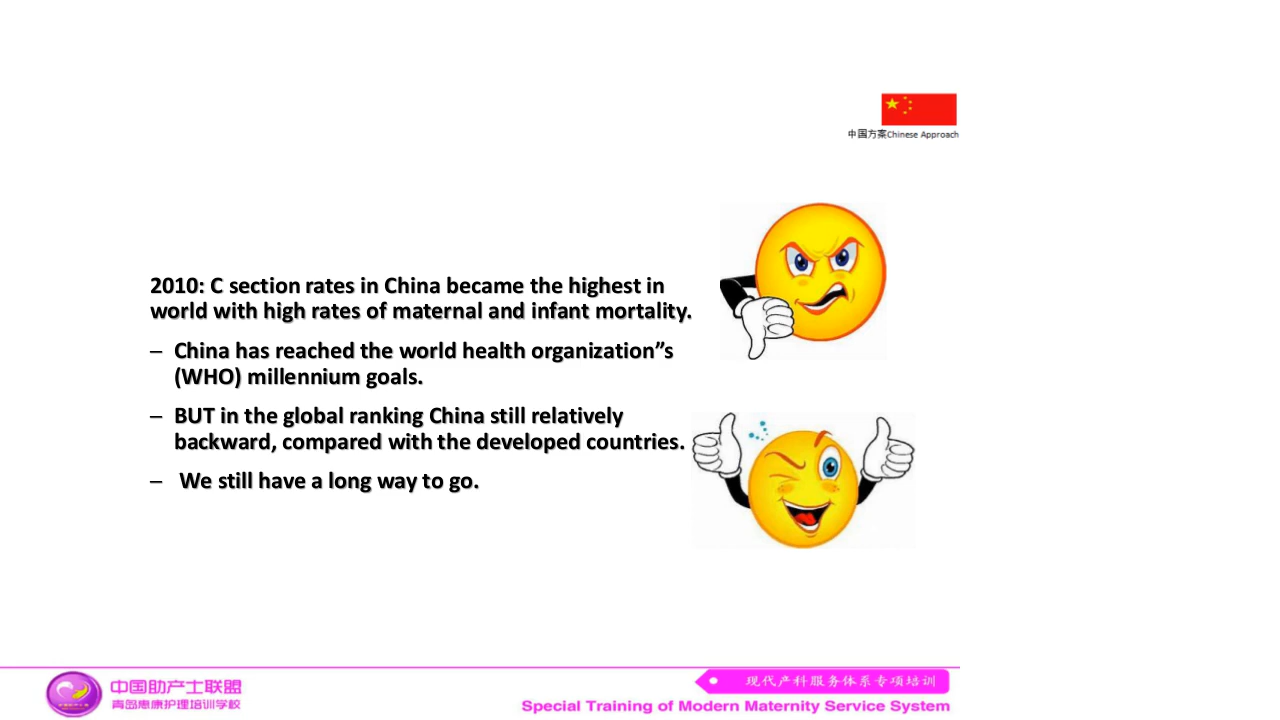 中国方案Chinese Approach
2010: C section rates in China became the highest in
world with high rates of maternal and infant mortality.
– China has reached the world health organization”s
(WHO) millennium goals.
– BUT in the global ranking China still relatively
backward, compared with the developed countries.
– We still have a long way to go.
中国助产士联盟
青岛惠康护理培训学校
现代产科服务体系专项培训
Special Training of Modern Maternity Service System